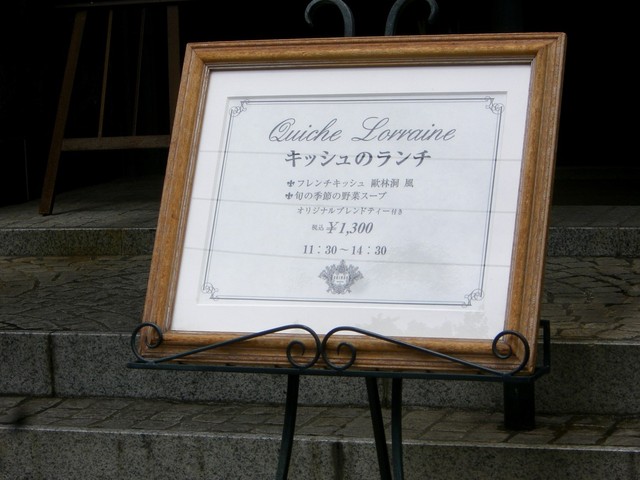 Quiche Lorraine
キッシュのランチ
フレンチキッシュ 歐林洞 風
旬の季節の野菜スープ
オリジナルブレンドティー付き
税込 ¥1,300
11：30～14：30